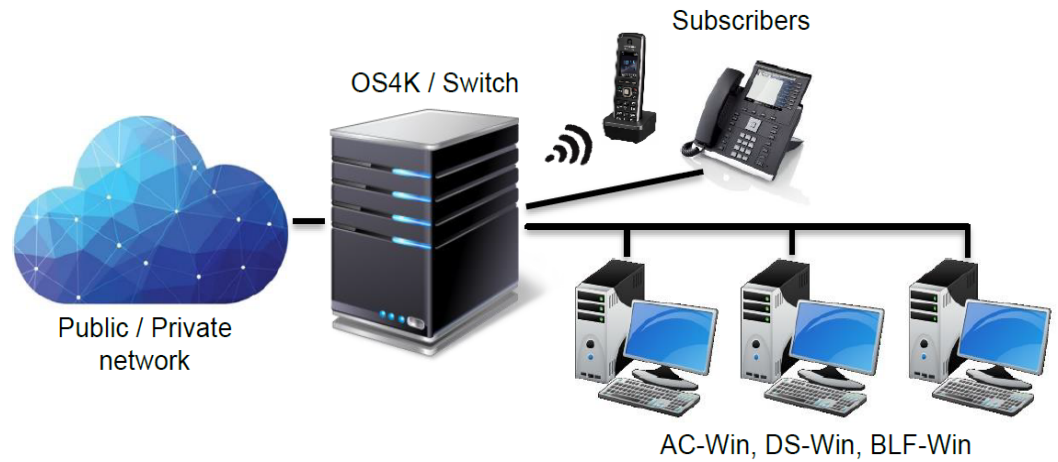 Subscribers
OS4K / Switch
Public / Private
network
AC-Win, DS-Win, BLF-Win